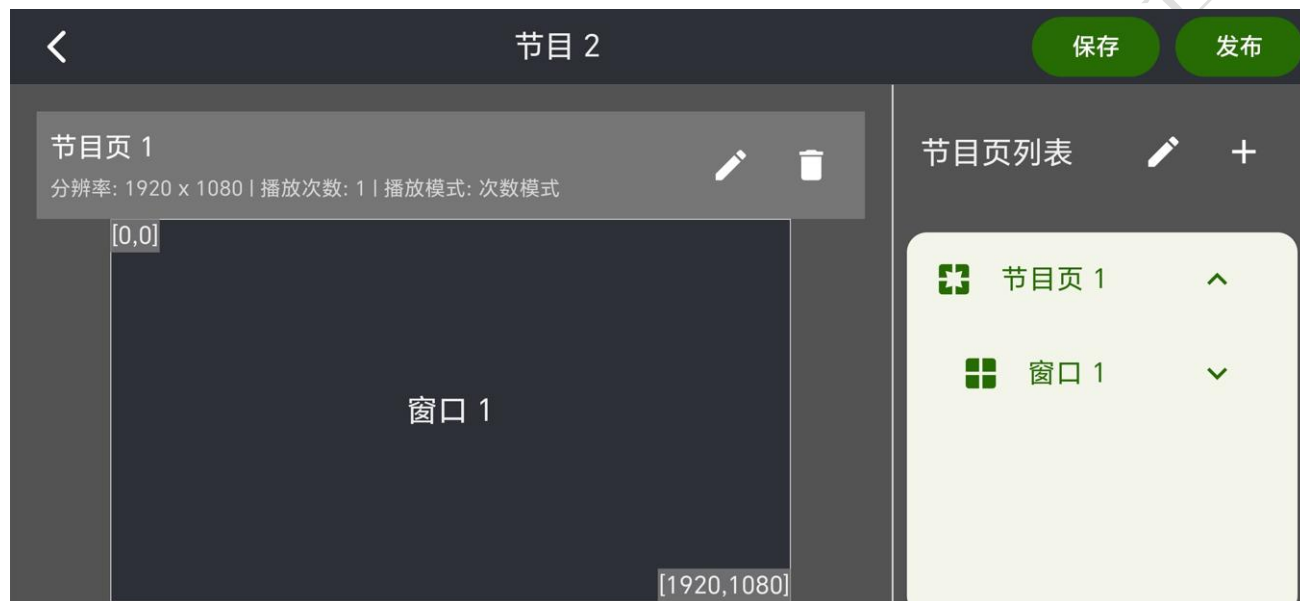 节目 2
保存
发布
节目页 1
分辨率: 1920 x 1080 | 播放次数: 1 | 播放模式: 次数模式
[0,0]
窗口 1
[1920,1080]
节目页列表
节目页 1
窗口 1